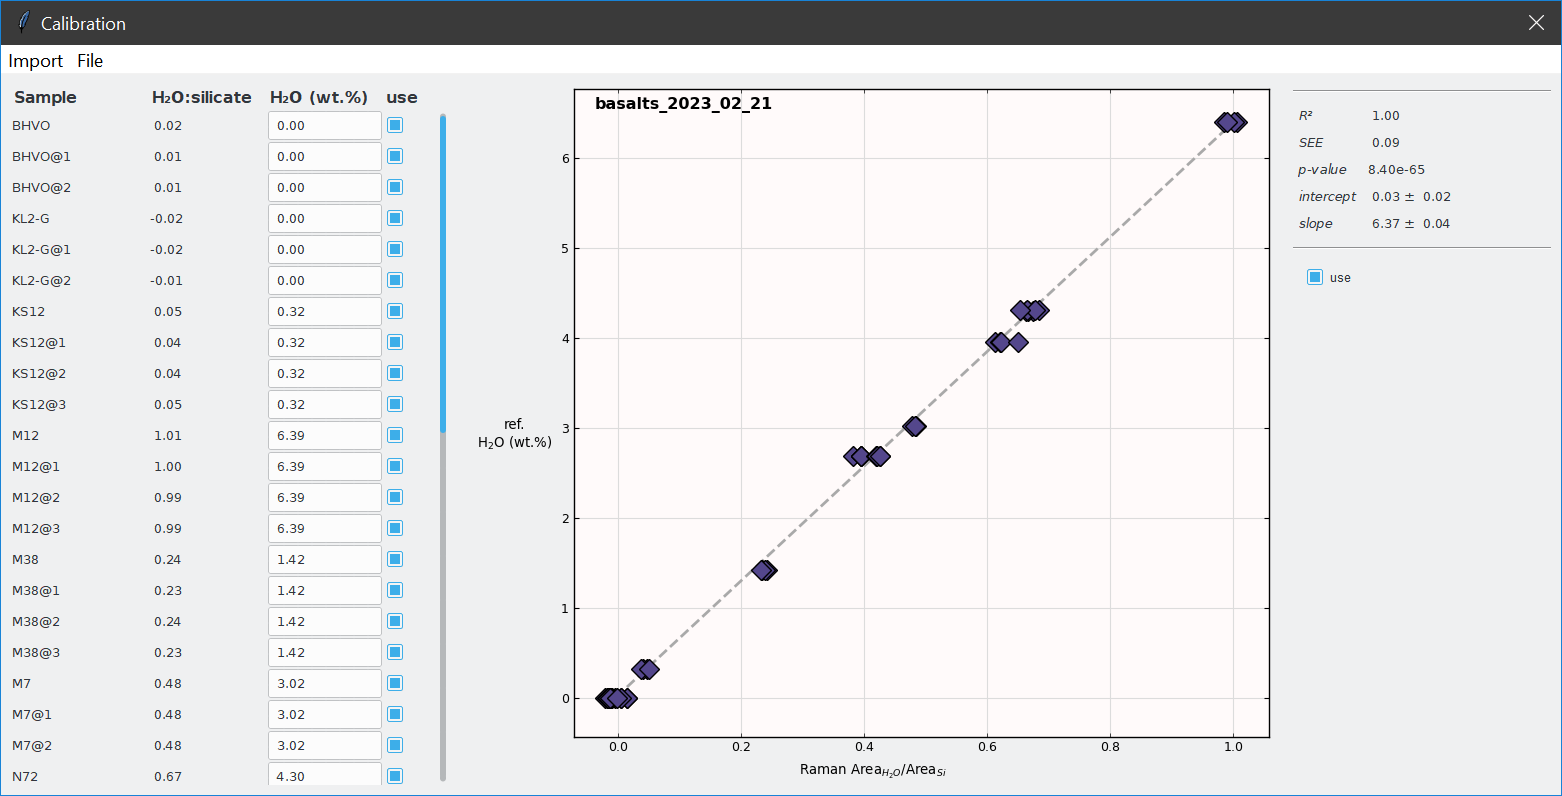 Calibration
Import File
Sample H₂O:silicate H₂O (wt.%) use
BHVO 0.02 0.00
BHVO@1 0.01 0.00
BHVO@2 0.01 0.00
KL2-G -0.02 0.00
KL2-G@1 -0.02 0.00
KL2-G@2 -0.01 0.00
KS12 0.05 0.32
KS12@1 0.04 0.32
KS12@2 0.04 0.32
KS12@3 0.05 0.32
M12 1.01 6.39
M12@1 1.00 6.39
M12@2 0.99 6.39
M12@3 0.99 6.39
M38 0.24 1.42
M38@1 0.23 1.42
M38@2 0.24 1.42
M38@3 0.23 1.42
M7 0.48 3.02
M7@1 0.48 3.02
M7@2 0.48 3.02
N72 0.67 4.30
basalts_2023_02_21
ref.
H₂O (wt.%)
6
5
4
3
2
1
0
0.0 0.2 0.4 0.6 0.8 1.0
Raman Area_H₂O/Area_Si
R² 1.00
SEE 0.09
p-value 8.40e-65
intercept 0.03 ± 0.02
slope 6.37 ± 0.04
use